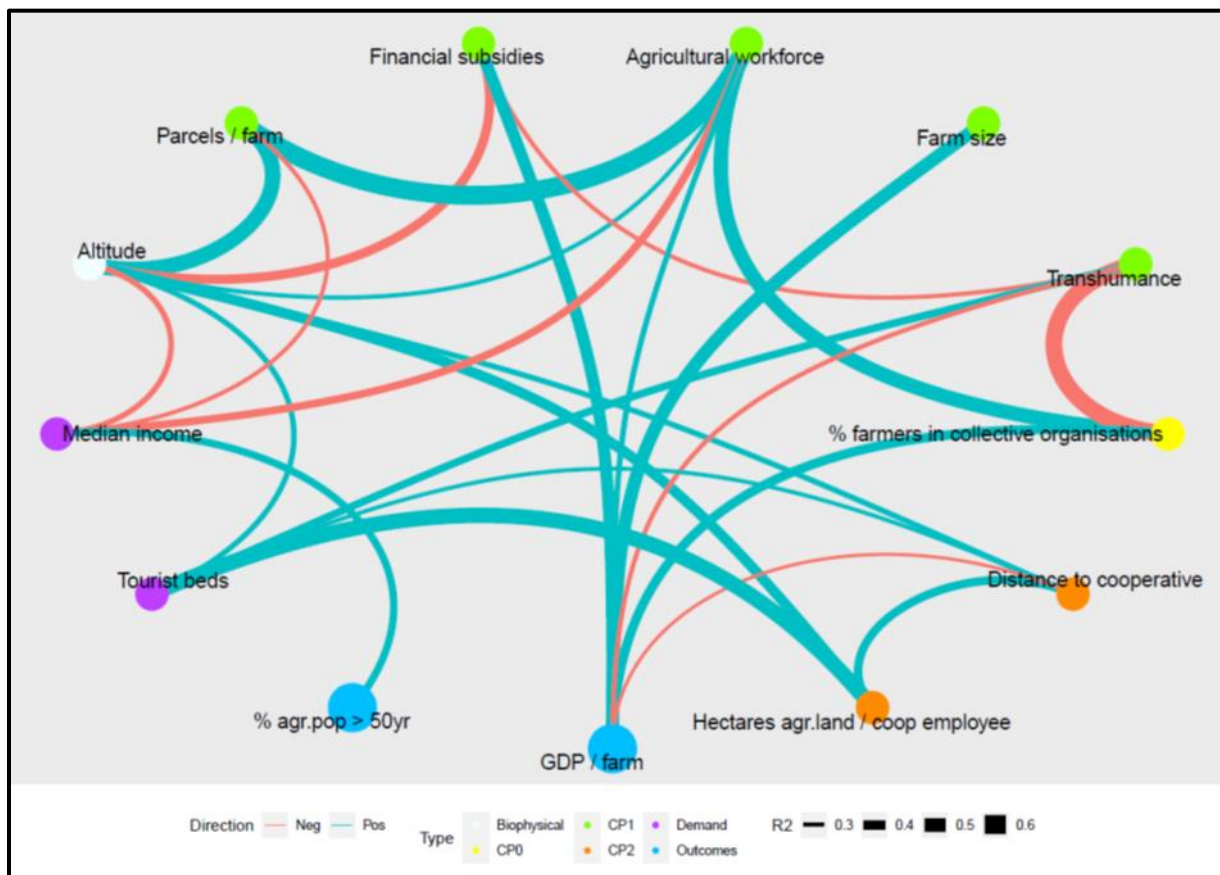 Financial subsidies
Agricultural workforce
Parcels / farm
Farm size
Altitude
Transhumance
Median income
% farmers in collective organisations
Tourist beds
Distance to cooperative
% agr.pop > 50yr
Hectares agr.land / coop employee
GDP / farm
Direction Neg Pos
Type
Biophysical CP1 Demand
CP0 CP2 Outcomes
R2 0.3 0.4 0.5 0.6